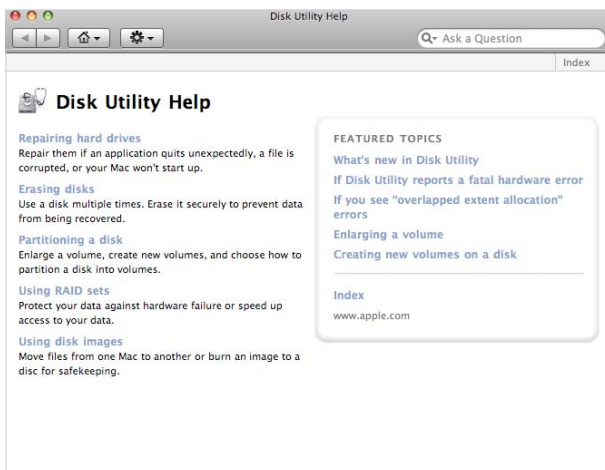 Disk Utility Help
Ask a Question
Index
Disk Utility Help
Repairing hard drives
Repair them if an application quits unexpectedly, a file is
corrupted, or your Mac won't start up.
Erasing disks
Use a disk multiple times. Erase it securely to prevent data
from being recovered.
Partitioning a disk
Enlarge a volume, create new volumes, and choose how to
partition a disk into volumes.
Using RAID sets
Protect your data against hardware failure or speed up
access to your data.
Using disk images
Move files from one Mac to another or burn an image to a
disc for safekeeping.
FEATURED TOPICS
What's new in Disk Utility
If Disk Utility reports a fatal hardware error
If you see "overlapped extent allocation"
errors
Enlarging a volume
Creating new volumes on a disk
Index
www.apple.com